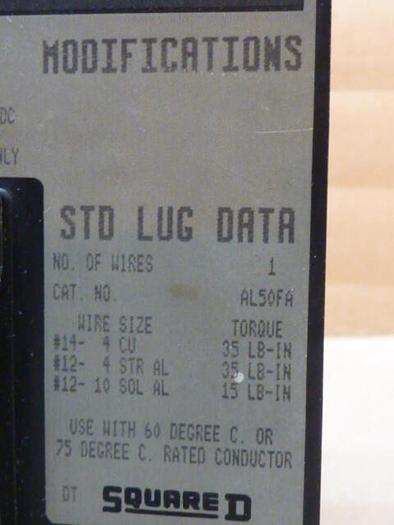 MODIFICATIONS
DC
STD LUG DATA
NO. OF WIRES 1
CAT. NO. AL50FA
WIRE SIZE TORQUE
#14- 4 CU 35 LB-IN
#12- 4 STR AL 35 LB-IN
#12- 10 SOL AL 15 LB-IN
USE WITH 60 DEGREE C. OR
75 DEGREE C. RATED CONDUCTOR
DT SQUARE D